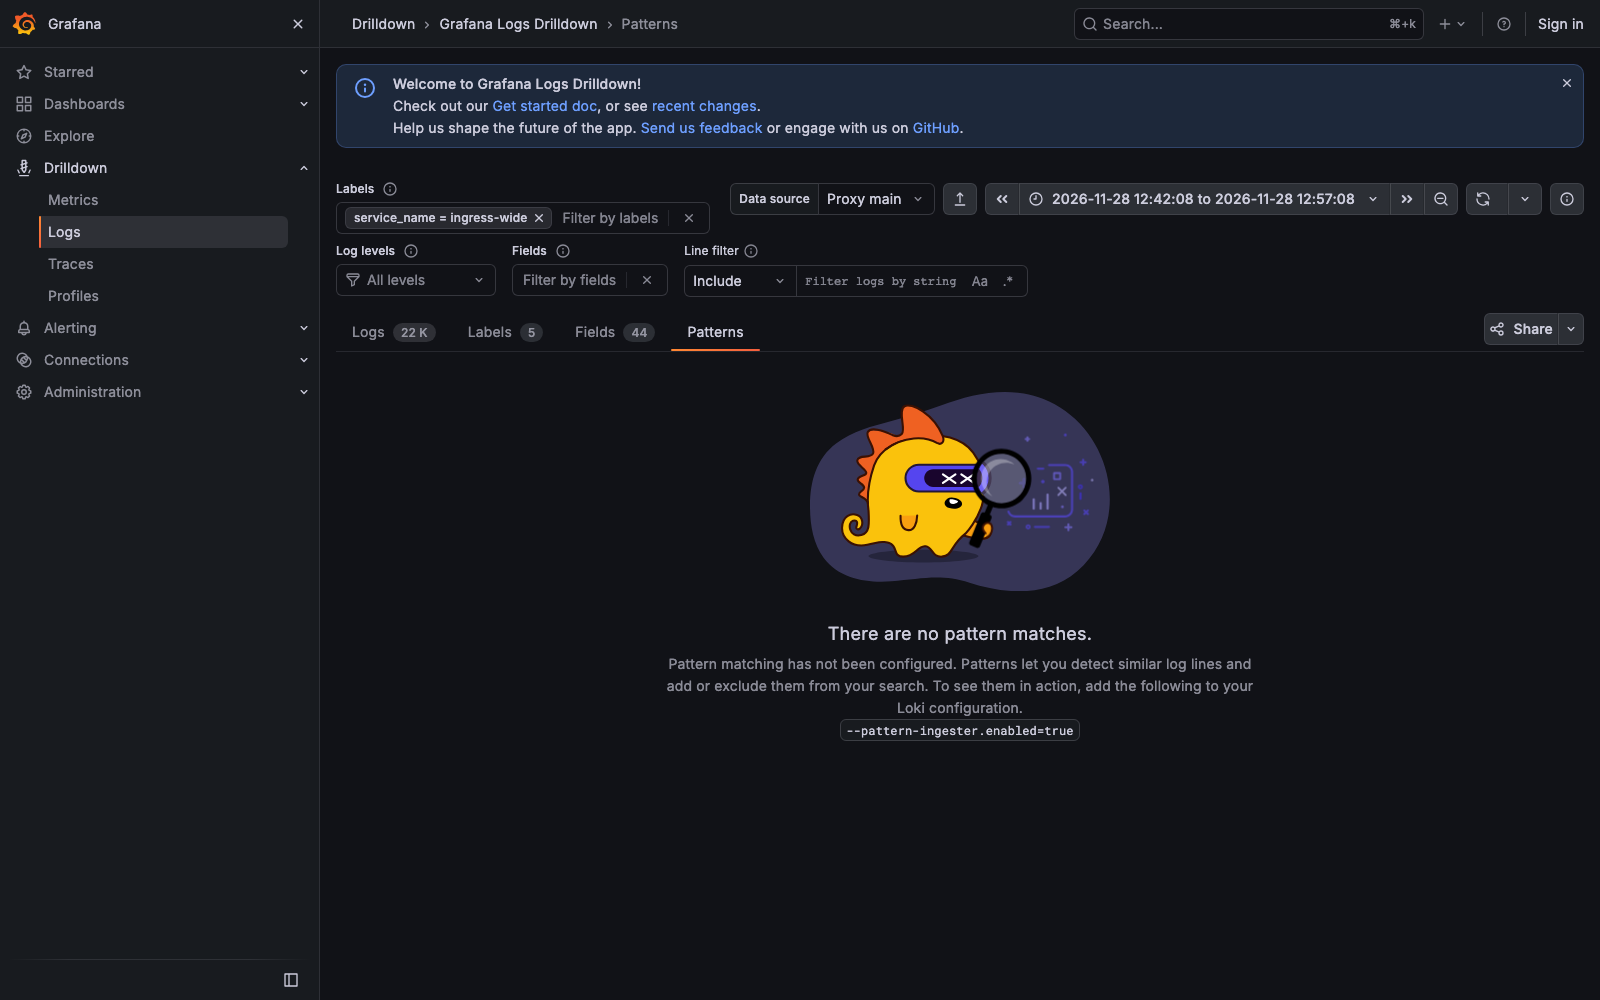 Grafana
Drilldown
Grafana Logs Drilldown
Patterns
Search...
⌘+k
Sign in
Starred
Dashboards
Explore
Drilldown
Metrics
Logs
Traces
Profiles
Alerting
Connections
Administration
Welcome to Grafana Logs Drilldown!
Check out our Get started doc, or see recent changes.
Help us shape the future of the app. Send us feedback or engage with us on GitHub.
Labels
service_name = ingress-wide
Filter by labels
Data source
Proxy main
2026-11-28 12:42:08 to 2026-11-28 12:57:08
Log levels
All levels
Fields
Filter by fields
Line filter
Include
Filter logs by string
Aa
.*
Logs 22 K
Labels 5
Fields 44
Patterns
Share
There are no pattern matches.
Pattern matching has not been configured. Patterns let you detect similar log lines and
add or exclude them from your search. To see them in action, add the following to your
Loki configuration.
--pattern-ingester.enabled=true